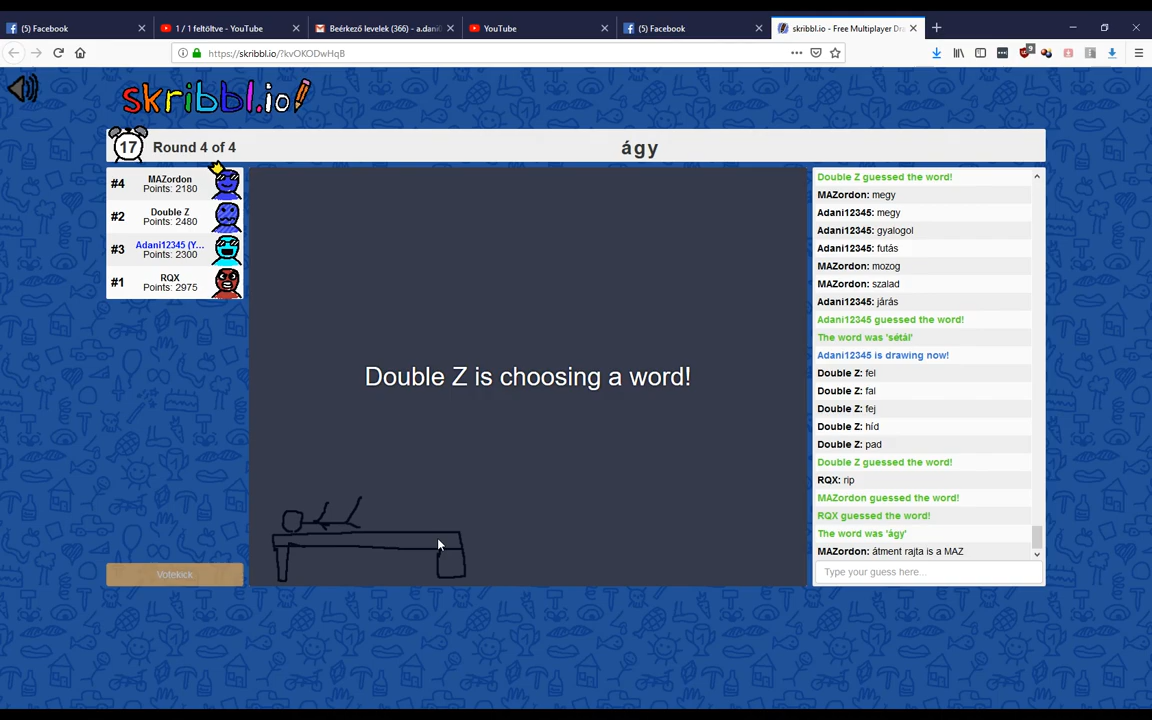 (5) Facebook
1 / 1 feltöltve - YouTube
Beérkező levelek (366) - a.dani
YouTube
(5) Facebook
skribbl.io - Free Multiplayer Dra
https://skribbl.io/?kvOKODwHqB
9
skribbl.io
17
Round 4 of 4
ágy
#4
MAZordon
Points: 2180
#2
Double Z
Points: 2480
#3
Adani12345 (Y...
Points: 2300
#1
RQX
Points: 2975
Votekick
Double Z is choosing a word!
Double Z guessed the word!
MAZordon: megy
Adani12345: megy
Adani12345: gyalogol
Adani12345: futás
MAZordon: mozog
MAZordon: szalad
Adani12345: járás
Adani12345 guessed the word!
The word was 'sétál'
Adani12345 is drawing now!
Double Z: fel
Double Z: fal
Double Z: fej
Double Z: híd
Double Z: pad
Double Z guessed the word!
RQX: rip
MAZordon guessed the word!
RQX guessed the word!
The word was 'ágy'
MAZordon: átment rajta is a MAZ
Type your guess here...